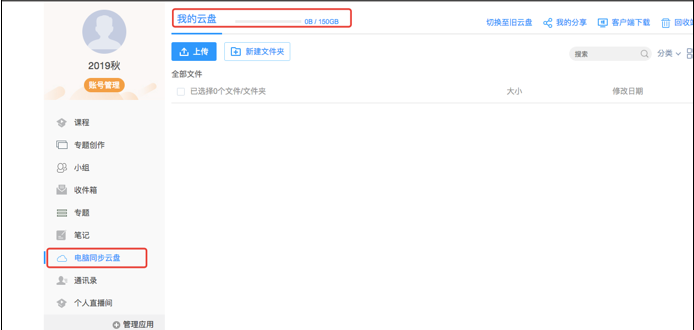 我的云盘 0B / 150GB 切换至旧云盘 我的分享 客户端下载
2019秋
账号管理
上传 新建文件夹 搜索 分类
全部文件
已选择0个文件/文件夹 大小 修改日期
课程
专题创作
小组
收件箱
专题
笔记
电脑同步云盘
通讯录
个人直播间
管理应用